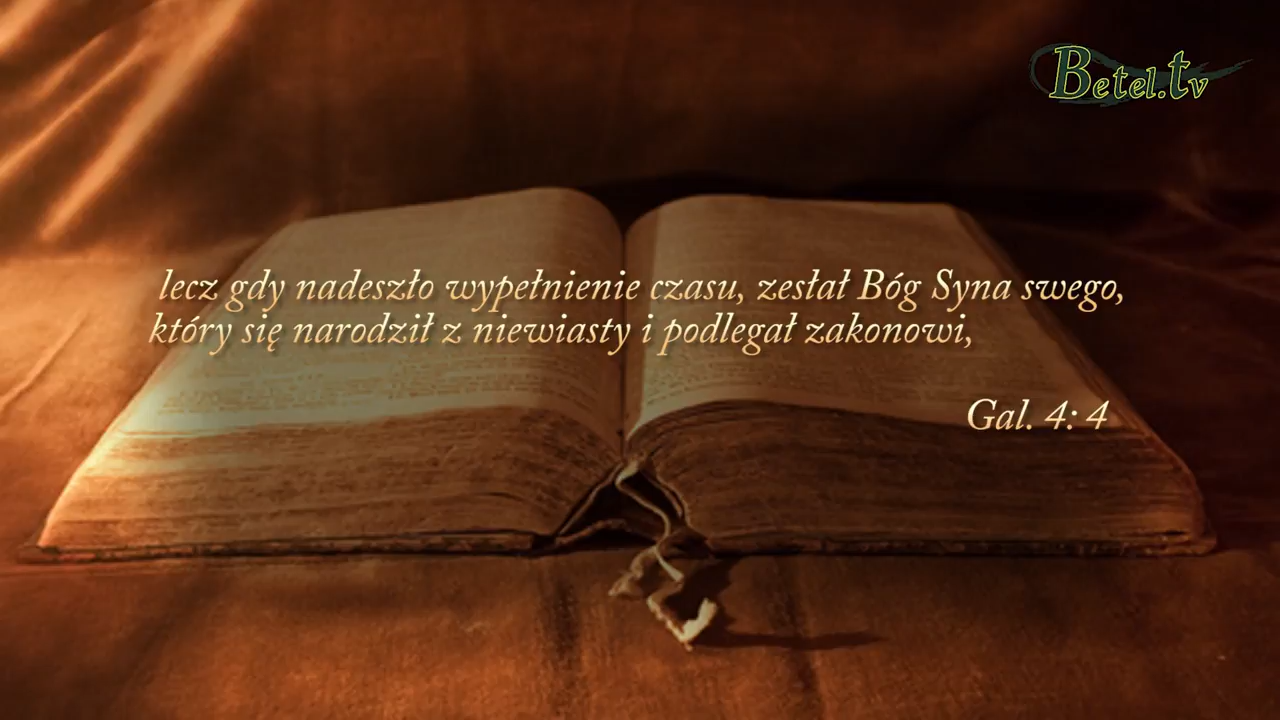 Betel.tv
lecz gdy nadeszło wypełnienie czasu, zesłał Bóg Syna swego,
który się narodził z niewiasty i podlegał zakonowi,
Gal. 4: 4